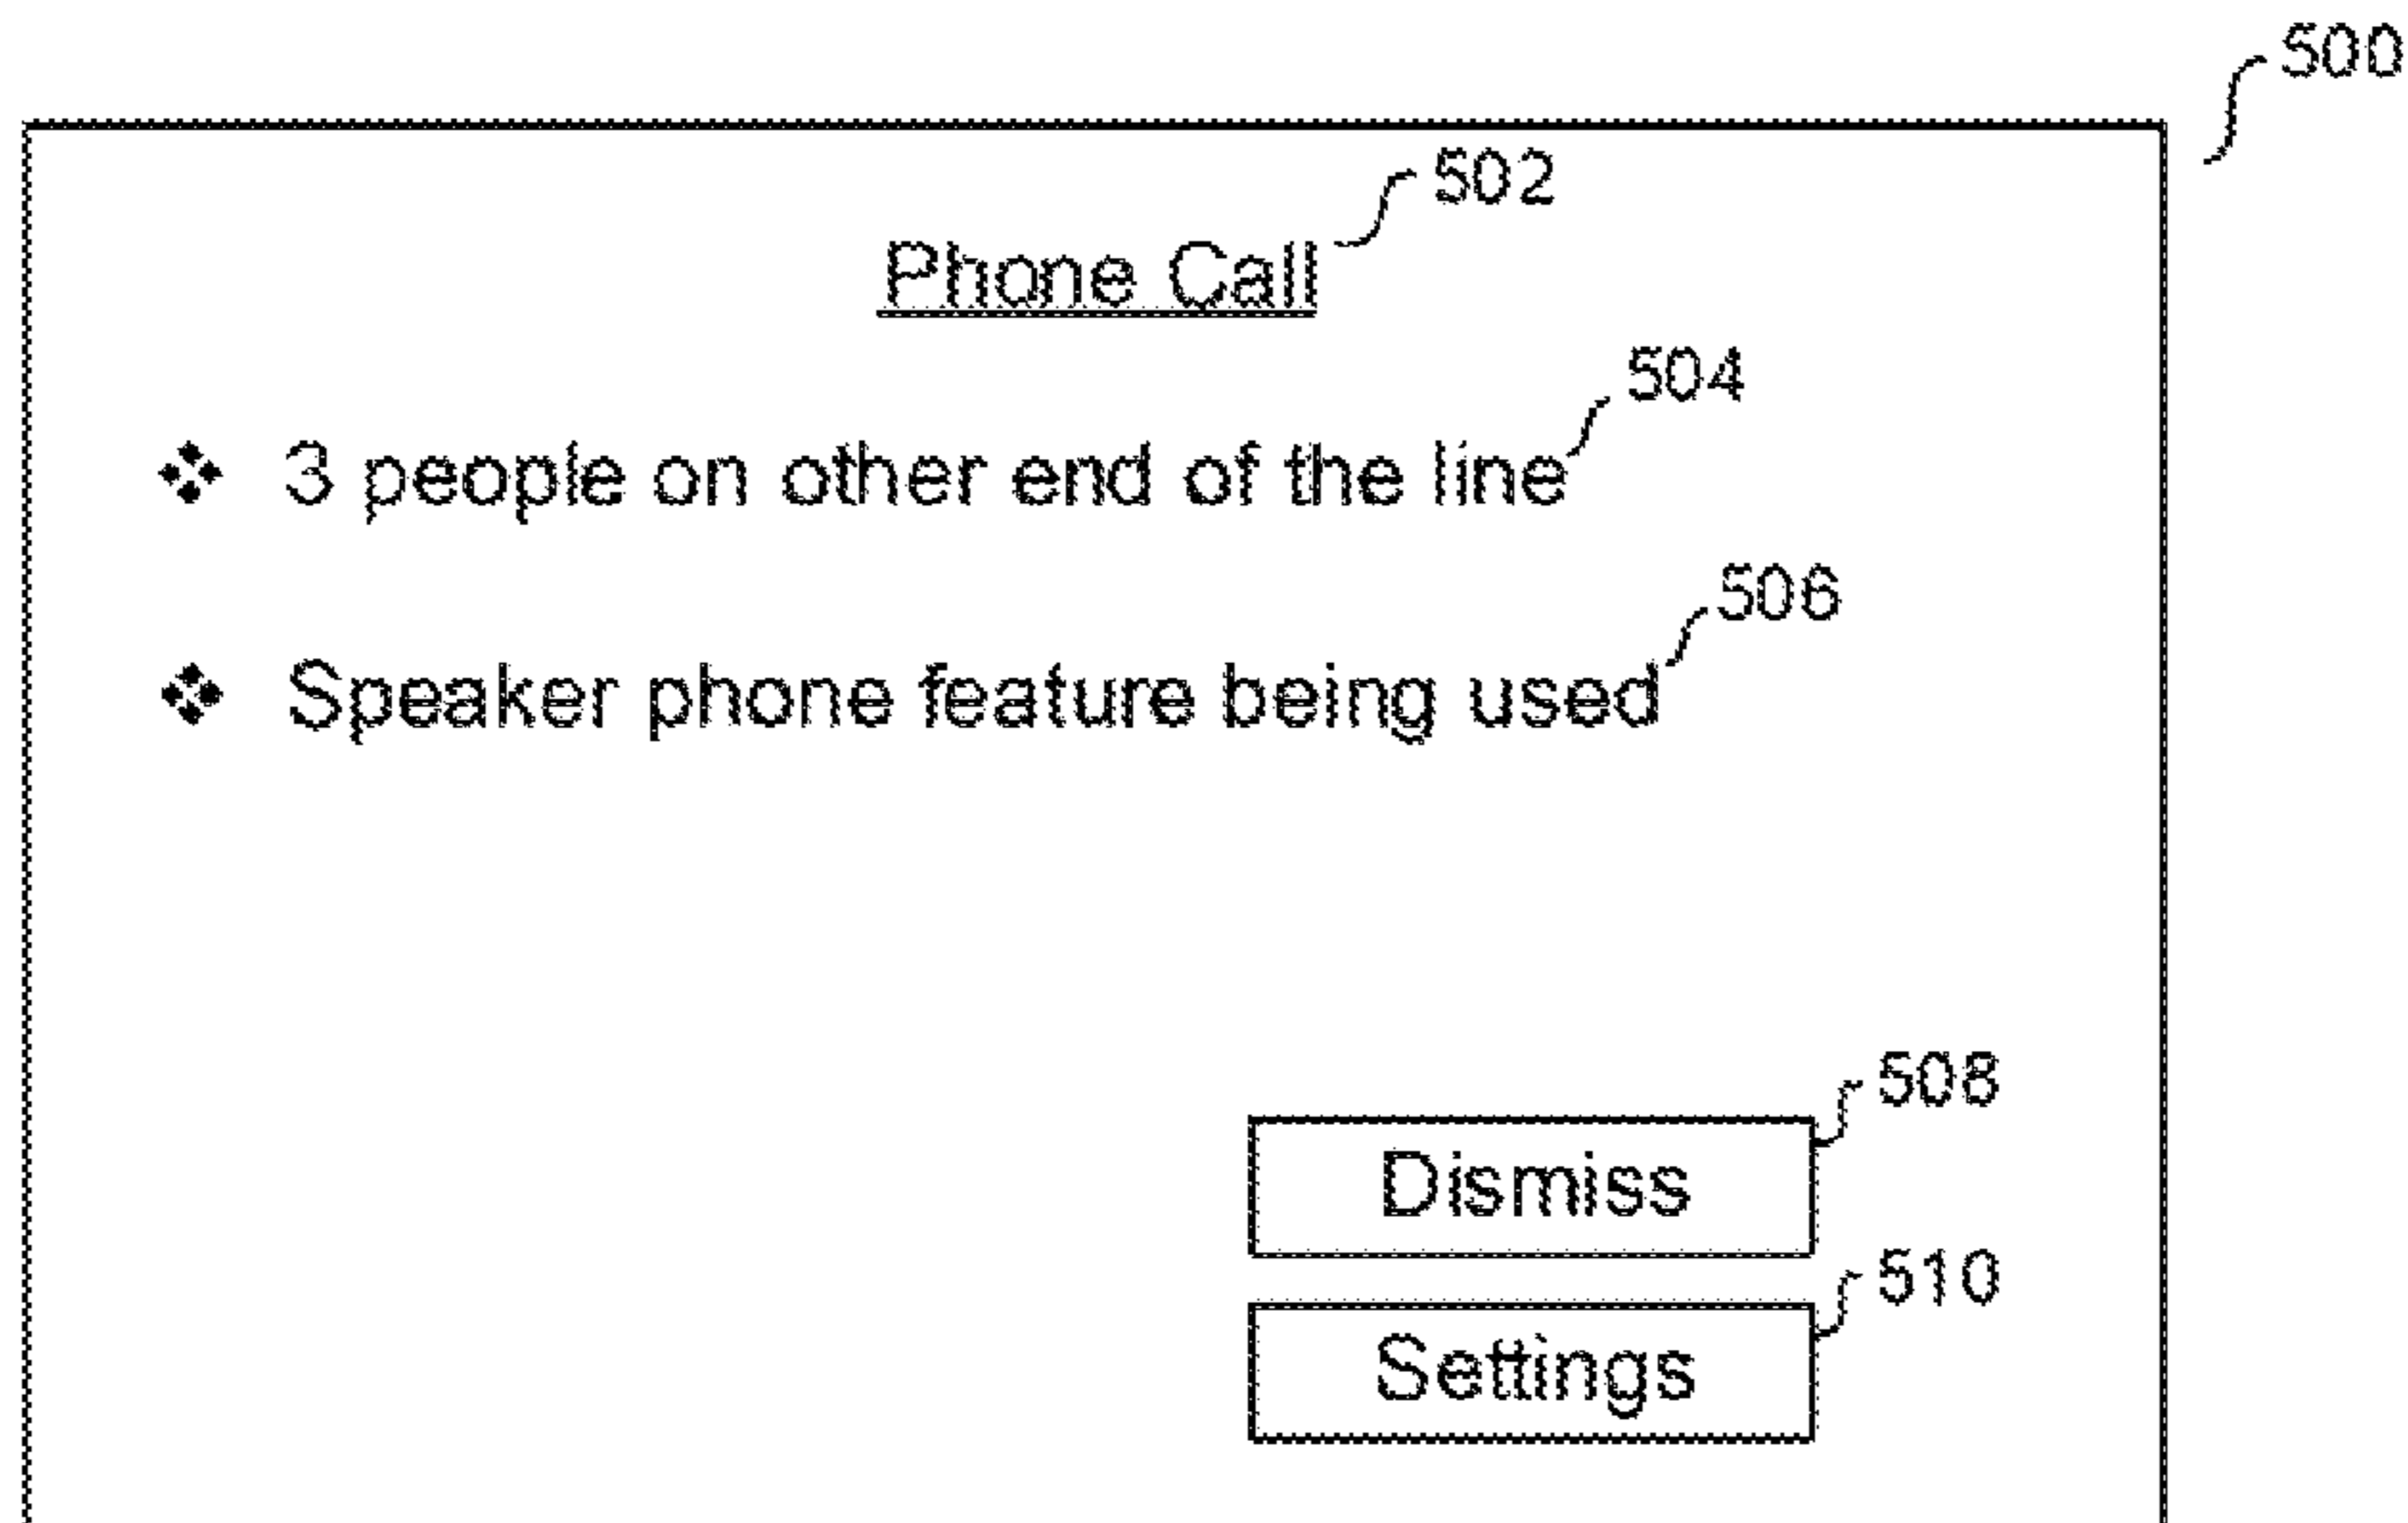 500
502
Phone Call
504
❖ 3 people on other end of the line
506
❖ Speaker phone feature being used
508
Dismiss
510
Settings